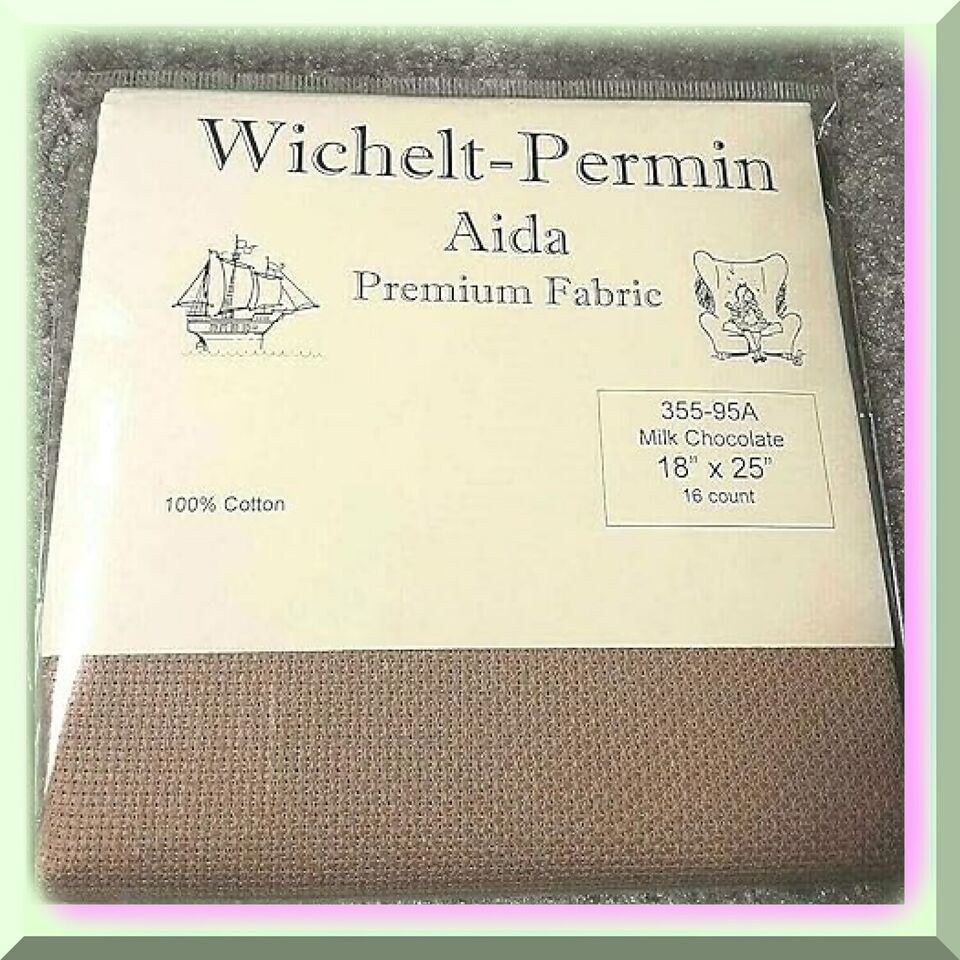 Wichelt-Permin
Aida
Premium Fabric
355-95A
Milk Chocolate
18" x 25"
16 count
100% Cotton